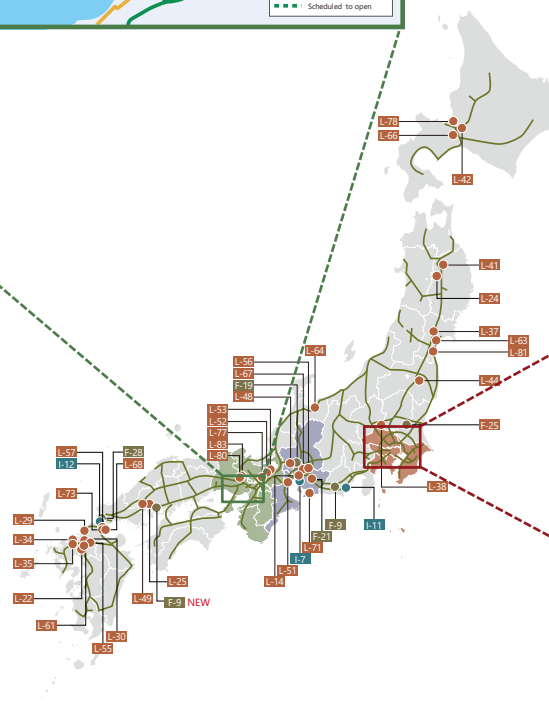 Scheduled to open
L-78
L-66
L-42
L-41
L-24
L-37
L-63
L-81
L-64
L-56
L-67
F-19
L-48
L-44
L-53
L-52
L-77
L-83
L-80
F-25
L-57
F-28
I-12
L-68
L-73
L-38
L-29
L-34
L-35
F-9
I-11
F-21
L-71
I-7
L-51
L-14
L-25
L-22
L-49
F-9 NEW
L-61
L-30
L-55